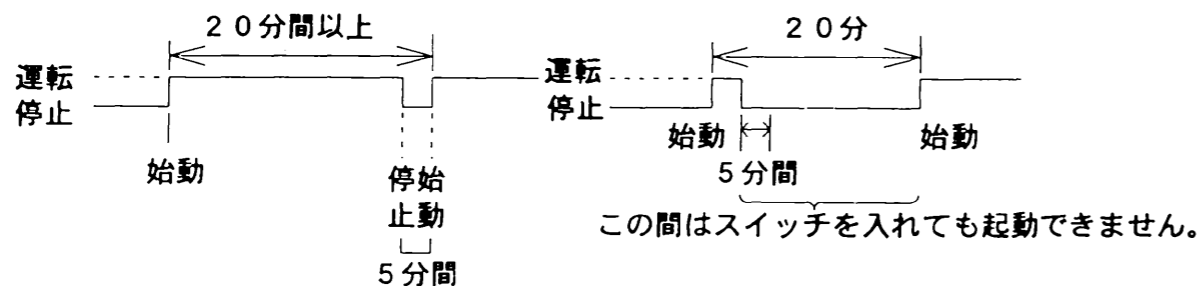 ２０分間以上
運転
停止
始動
停始
止動
５分間
２０分
運転
停止
始動
始動
５分間
この間はスイッチを入れても起動できません。